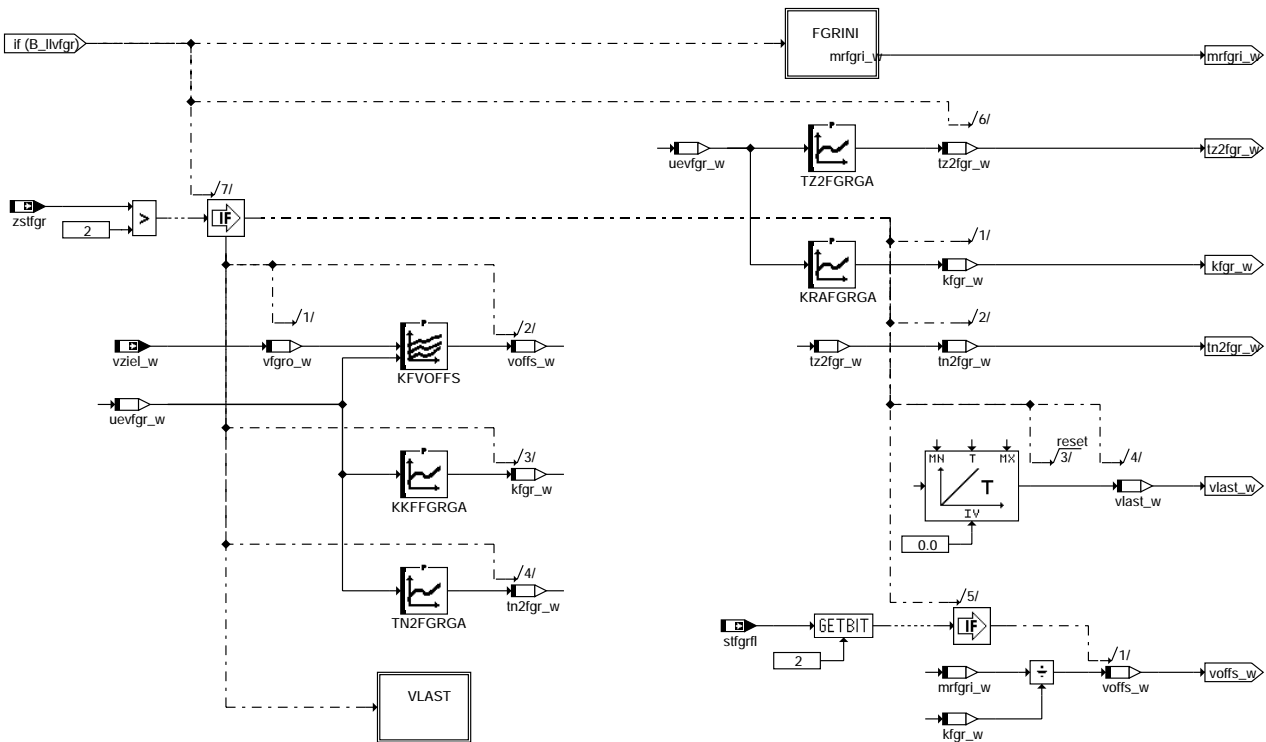 if (B_llvfgr)
FGRINI
mrfgri_w
mrfgri_w
/6/
uevfgr_w
P
TZ2FGRGA
tz2fgr_w
tz2fgr_w
/7/
zstfgr
2
>
IF
/1/
P
KRAFGRGA
kfgr_w
kfgr_w
/1/
/2/
/2/
vziel_w
vfgro_w
P
KFVOFFS
voffs_w
tz2fgr_w
tn2fgr_w
tn2fgr_w
uevfgr_w
/3/
P
KKFFGRGA
kfgr_w
reset
/3/
/4/
MN
T
MX
T
IV
0.0
vlast_w
vlast_w
/4/
P
TN2FGRGA
tn2fgr_w
/5/
stfgrfl
GETBIT
2
IF
/1/
VLAST
mrfgri_w
÷
voffs_w
voffs_w
kfgr_w